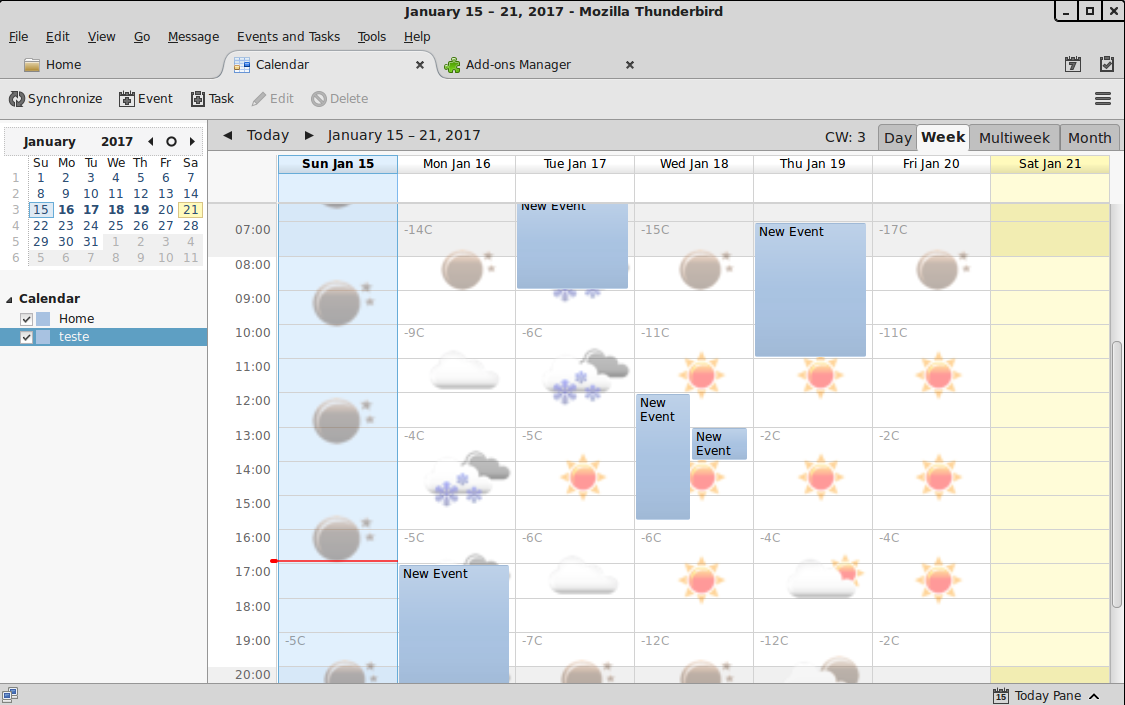 January 15 – 21, 2017 - Mozilla Thunderbird
File Edit View Go Message Events and Tasks Tools Help
Home Calendar Add-ons Manager 7
Synchronize Event Task Edit Delete
January 2017
Su Mo Tu We Th Fr Sa
1 1 2 3 4 5 6 7
2 8 9 10 11 12 13 14
3 15 16 17 18 19 20 21
4 22 23 24 25 26 27 28
5 29 30 31 1 2 3 4
6 5 6 7 8 9 10 11
Calendar
Home
teste
Today January 15 – 21, 2017 CW: 3 Day Week Multiweek Month
Sun Jan 15 Mon Jan 16 Tue Jan 17 Wed Jan 18 Thu Jan 19 Fri Jan 20 Sat Jan 21
New Event
07:00 -14C -15C New Event -17C
08:00
09:00
10:00 -9C -6C -11C -11C
11:00
12:00 New
Event
13:00 -4C -5C New
Event -2C -2C
14:00
15:00
16:00 -5C -6C -6C -4C -4C
17:00 New Event
18:00
19:00 -5C -7C -12C -12C -2C
20:00
15 Today Pane